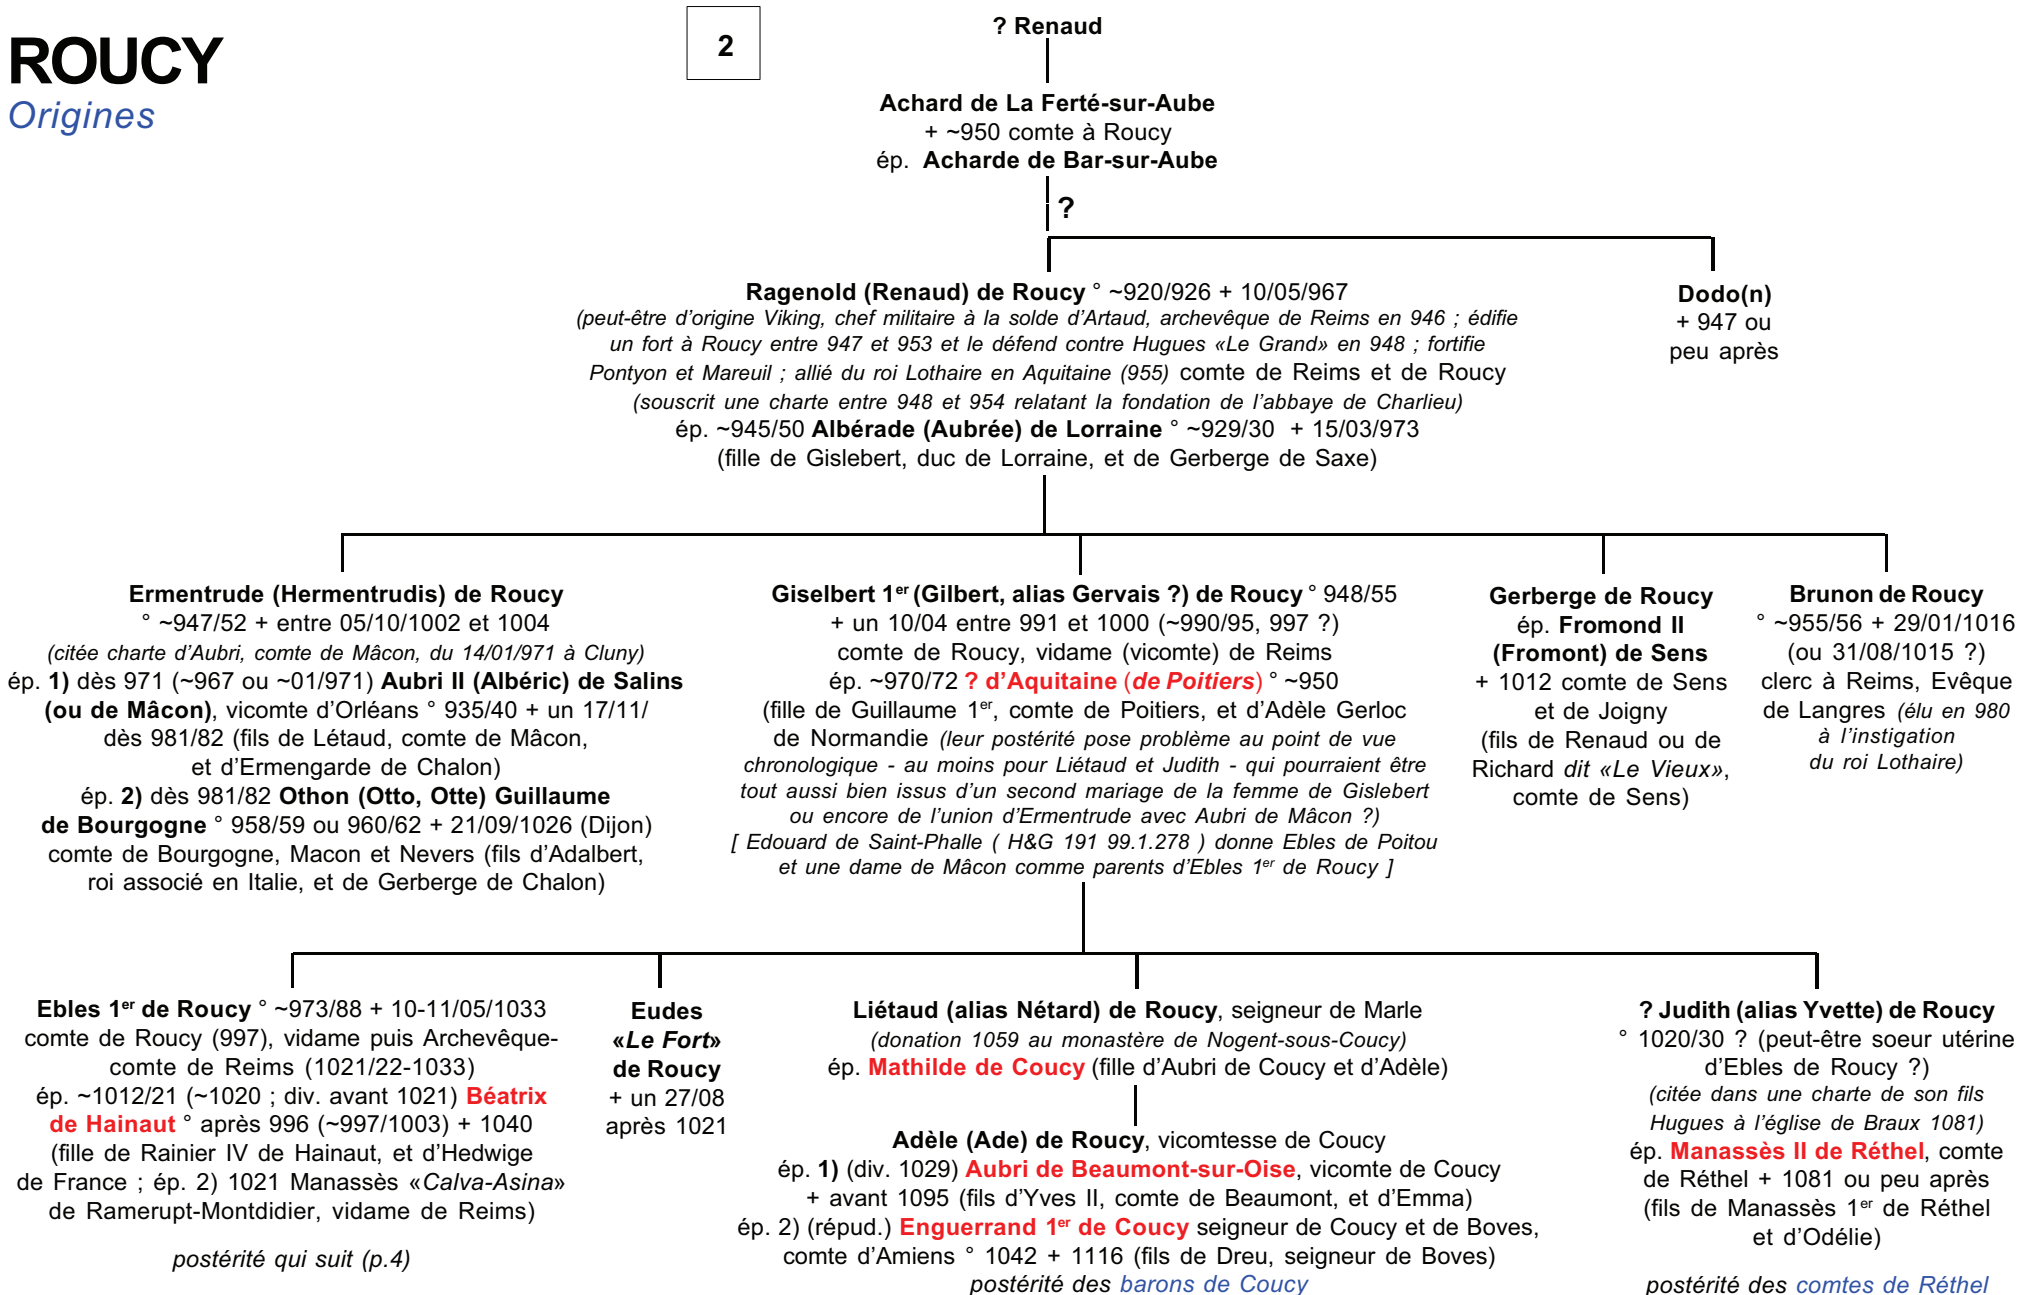 ROUCY
Origines
2
? Renaud
Achard de La Ferté-sur-Aube
+ ~950 comte à Roucy
ép. Acharde de Bar-sur-Aube
?
Ragenold (Renaud) de Roucy ° ~920/926 + 10/05/967
(peut-être d'origine Viking, chef militaire à la solde d'Artaud, archevêque de Reims en 946 ; édifie
un fort à Roucy entre 947 et 953 et le défend contre Hugues «Le Grand» en 948 ; fortifie
Pontyon et Mareuil ; allié du roi Lothaire en Aquitaine (955) comte de Reims et de Roucy
(souscrit une charte entre 948 et 954 relatant la fondation de l'abbaye de Charlieu)
ép. ~945/50 Albérade (Aubrée) de Lorraine ° ~929/30 + 15/03/973
(fille de Gislebert, duc de Lorraine, et de Gerberge de Saxe)
Dodo(n)
+ 947 ou
peu après
Ermentrude (Hermentrudis) de Roucy
° ~947/52 + entre 05/10/1002 et 1004
(citée charte d'Aubri, comte de Mâcon, du 14/01/971 à Cluny)
ép. 1) dès 971 (~967 ou ~01/971) Aubri II (Albéric) de Salins
(ou de Mâcon), vicomte d'Orléans ° 935/40 + un 17/11/
dès 981/82 (fils de Létaud, comte de Mâcon,
et d'Ermengarde de Chalon)
ép. 2) dès 981/82 Othon (Otto, Otte) Guillaume
de Bourgogne ° 958/59 ou 960/62 + 21/09/1026 (Dijon)
comte de Bourgogne, Macon et Nevers (fils d'Adalbert,
roi associé en Italie, et de Gerberge de Chalon)
Giselbert 1er (Gilbert, alias Gervais ?) de Roucy ° 948/55
+ un 10/04 entre 991 et 1000 (~990/95, 997 ?)
comte de Roucy, vidame (vicomte) de Reims
ép. ~970/72 ? d'Aquitaine (de Poitiers) ° ~950
(fille de Guillaume 1er, comte de Poitiers, et d'Adèle Gerloc
de Normandie (leur postérité pose problème au point de vue
chronologique - au moins pour Liétaud et Judith - qui pourraient être
tout aussi bien issus d'un second mariage de la femme de Gislebert
ou encore de l'union d'Ermentrude avec Aubri de Mâcon ?)
[ Edouard de Saint-Phalle ( H&G 191 99.1.278 ) donne Ebles de Poitou
et une dame de Mâcon comme parents d'Ebles 1er de Roucy ]
Gerberge de Roucy
ép. Fromond II
(Fromont) de Sens
+ 1012 comte de Sens
et de Joigny
(fils de Renaud ou de
Richard dit «Le Vieux»,
comte de Sens)
Brunon de Roucy
° ~955/56 + 29/01/1016
(ou 31/08/1015 ?)
clerc à Reims, Evêque
de Langres (élu en 980
à l'instigation
du roi Lothaire)
Ebles 1er de Roucy ° ~973/88 + 10-11/05/1033
comte de Roucy (997), vidame puis Archevêque-
comte de Reims (1021/22-1033)
ép. ~1012/21 (~1020 ; div. avant 1021) Béatrix
de Hainaut ° après 996 (~997/1003) + 1040
(fille de Rainier IV de Hainaut, et d'Hedwige
de France ; ép. 2) 1021 Manassès «Calva-Asina»
de Ramerupt-Montdidier, vidame de Reims)
postérité qui suit (p.4)
Eudes
«Le Fort»
de Roucy
+ un 27/08
après 1021
Liétaud (alias Nétard) de Roucy, seigneur de Marle
(donation 1059 au monastère de Nogent-sous-Coucy)
ép. Mathilde de Coucy (fille d'Aubri de Coucy et d'Adèle)
Adèle (Ade) de Roucy, vicomtesse de Coucy
ép. 1) (div. 1029) Aubri de Beaumont-sur-Oise, vicomte de Coucy
+ avant 1095 (fils d'Yves II, comte de Beaumont, et d'Emma)
ép. 2) (répud.) Enguerrand 1er de Coucy seigneur de Coucy et de Boves,
comte d'Amiens ° 1042 + 1116 (fils de Dreu, seigneur de Boves)
postérité des barons de Coucy
? Judith (alias Yvette) de Roucy
° 1020/30 ? (peut-être soeur utérine
d'Ebles de Roucy ?)
(citée dans une charte de son fils
Hugues à l'église de Braux 1081)
ép. Manassès II de Réthel, comte
de Réthel + 1081 ou peu après
(fils de Manassès 1er de Réthel
et d'Odélie)
postérité des comtes de Réthel